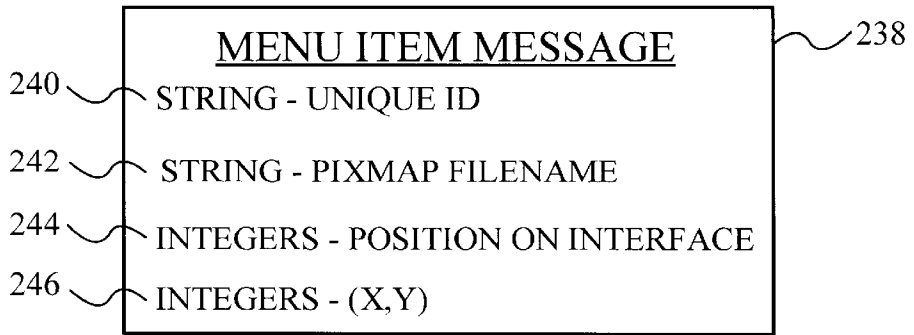 MENU ITEM MESSAGE 238
240 STRING - UNIQUE ID
242 STRING - PIXMAP FILENAME
244 INTEGERS - POSITION ON INTERFACE
246 INTEGERS - (X,Y)